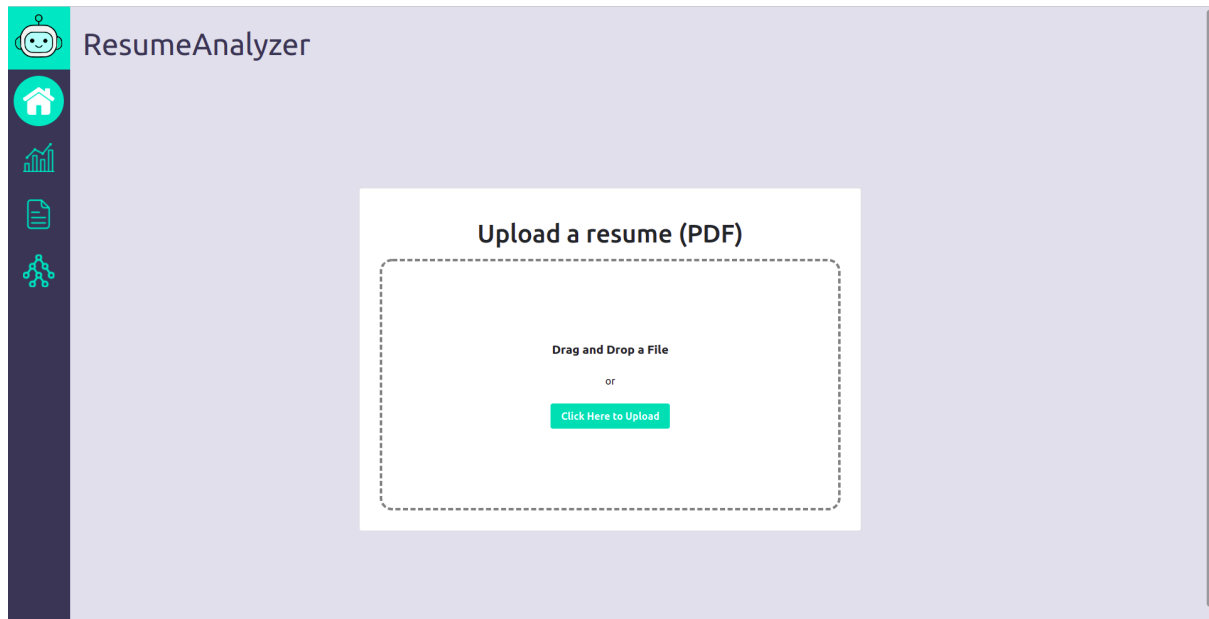 ResumeAnalyzer
Upload a resume (PDF)
Drag and Drop a File
or
Click Here to Upload